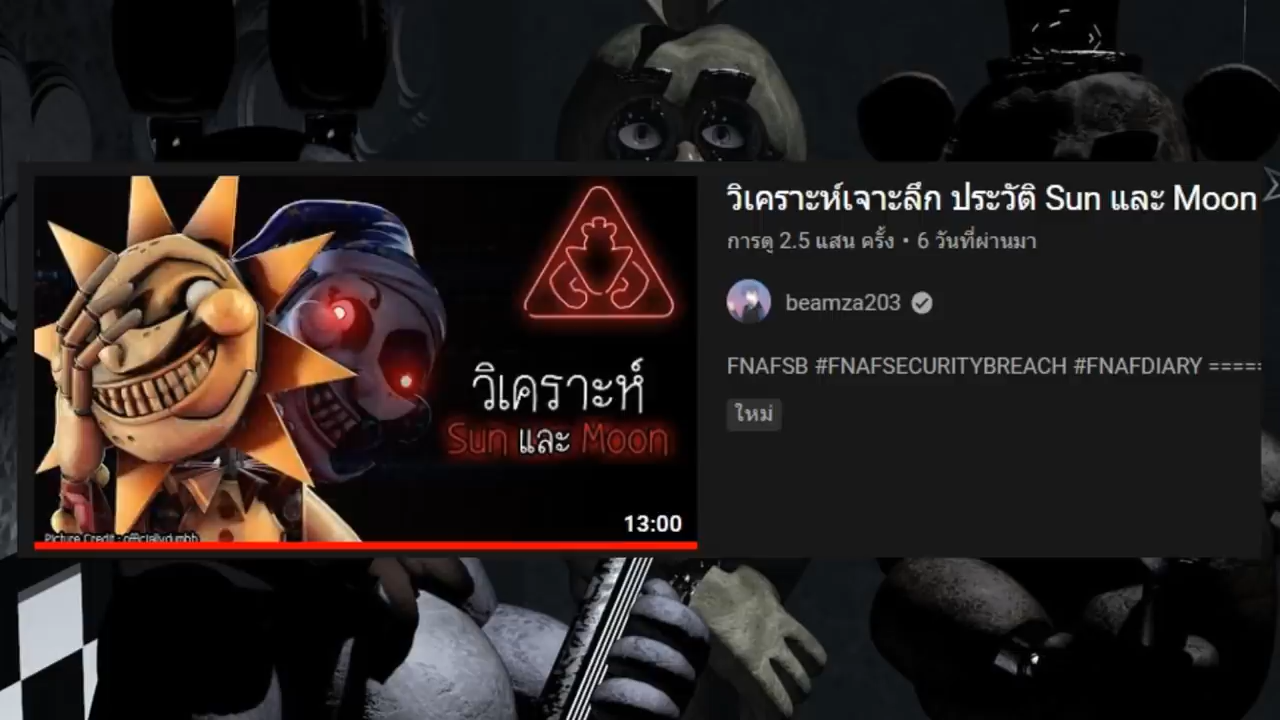 วิเคราะห์เจาะลึก ประวัติ Sun และ Moon
การดู 2.5 แสน ครั้ง • 6 วันที่ผ่านมา
beamza203
FNAFSB #FNAFSECURITYBREACH #FNAFDIARY =====
ใหม่
วิเคราะห์
Sun และ Moon
13:00
Picture Credit : officiallydumbb